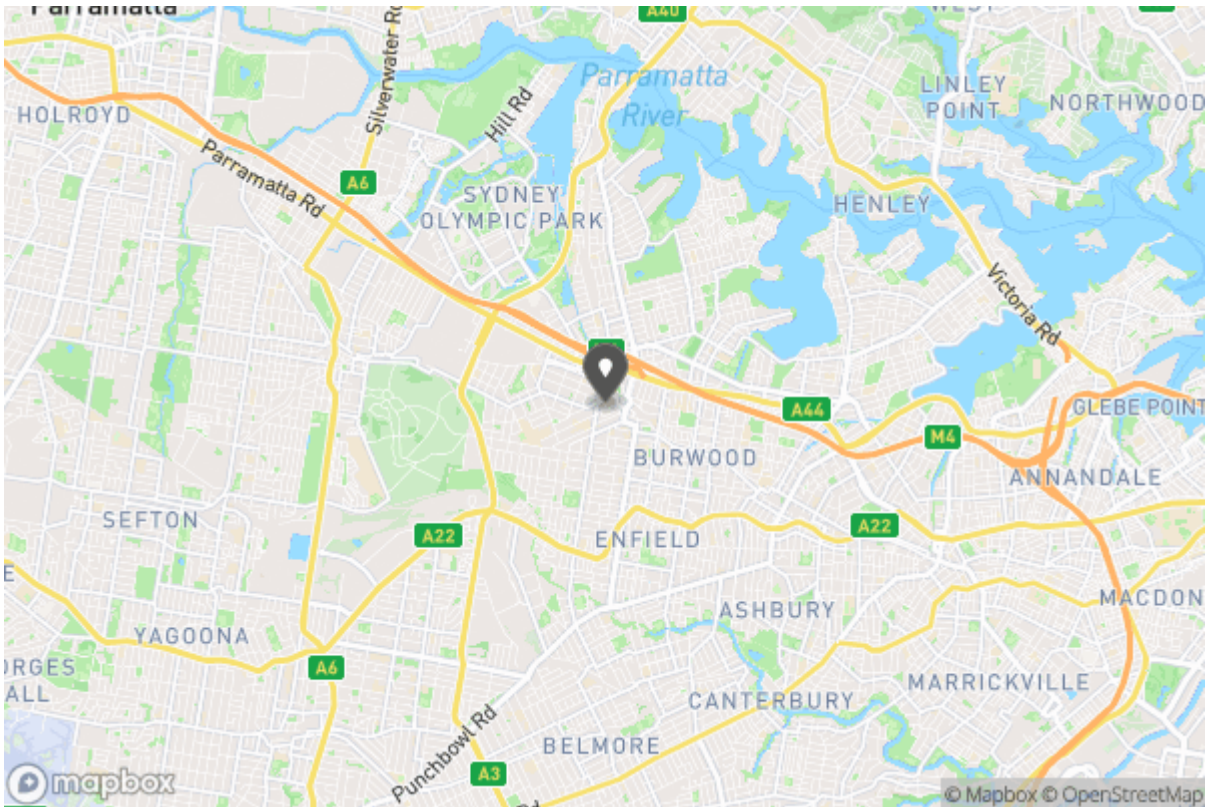 Parramatta
A40
WEST
HOLROYD
Silverwater Rd
Hill Rd
Parramatta
River
LINLEY
POINT
NORTHWOOD
Parramatta Rd
A6
SYDNEY
OLYMPIC PARK
HENLEY
Victoria Rd
A44
GLEBE POINT
M4
BURWOOD
ANNANDALE
SEFTON
A22
ENFIELD
A22
ASHBURY
MACDON
YAGOONA
A6
ORGES
ALL
MARRICKVILLE
CANTERBURY
Punchbowl Rd
BELMORE
A3
Rd
mapbox
© Mapbox © OpenStreetMap